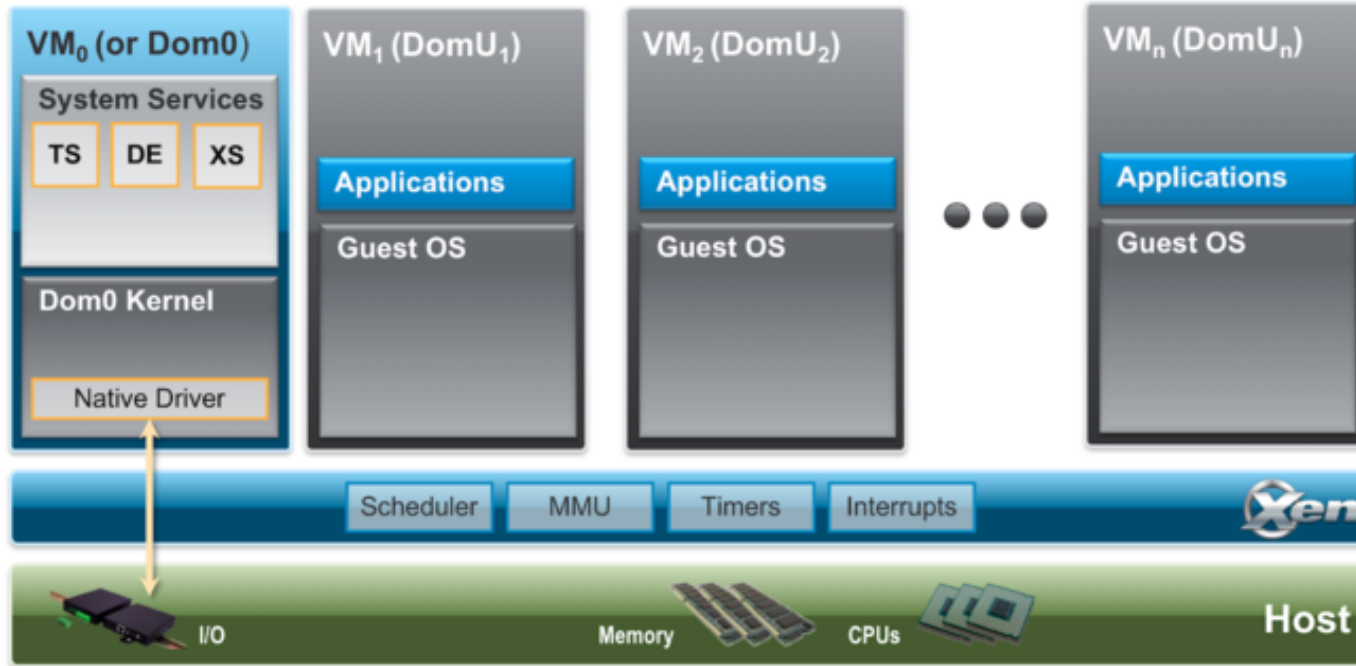 VM₀ (or Dom0)
System Services
TS DE XS
Dom0 Kernel
Native Driver
VM₁ (DomU₁)
Applications
Guest OS
VM₂ (DomU₂)
Applications
Guest OS
VMₙ (DomUₙ)
Applications
Guest OS
Scheduler MMU Timers Interrupts
Xen
I/O Memory CPUs Host